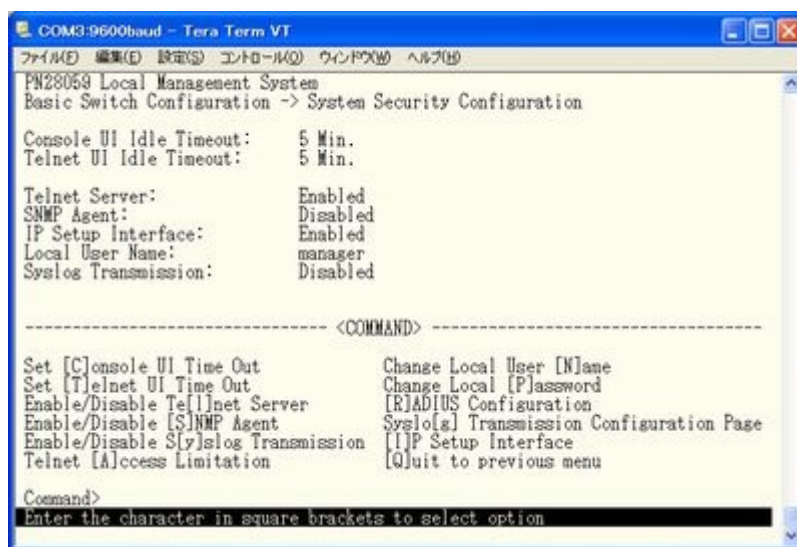 COM3:9600baud - Tera Term VT
ファイル(F) 編集(E) 設定(S) コントロール(O) ウィンドウ(W) ヘルプ(H)
PN28059 Local Management System
Basic Switch Configuration -> System Security Configuration
Console UI Idle Timeout: 5 Min.
Telnet UI Idle Timeout: 5 Min.
Telnet Server: Enabled
SNMP Agent: Disabled
IP Setup Interface: Enabled
Local User Name: manager
Syslog Transmission: Disabled
-------------------------------- <COMMAND> -----------------------------------
Set [C]onsole UI Time Out Change Local User [N]ame
Set [T]elnet UI Time Out Change Local [P]assword
Enable/Disable Te[l]net Server [R]ADIUS Configuration
Enable/Disable [S]NMP Agent Syslo[g] Transmission Configuration Page
Enable/Disable S[y]slog Transmission [I]P Setup Interface
Telnet [A]ccess Limitation [Q]uit to previous menu
Command>
Enter the character in square brackets to select option